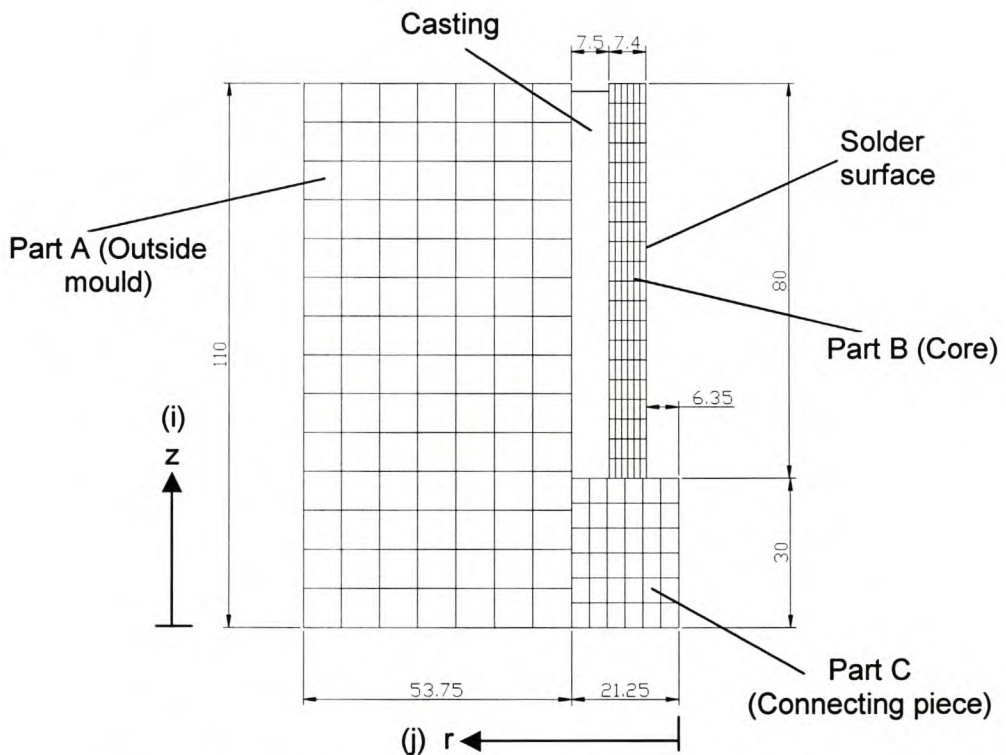 Casting
7.5 7.4
Solder
surface
Part A (Outside
mould)
110
80
Part B (Core)
6.35
(i)
z
30
53.75
21.25
Part C
(Connecting piece)
(j) r